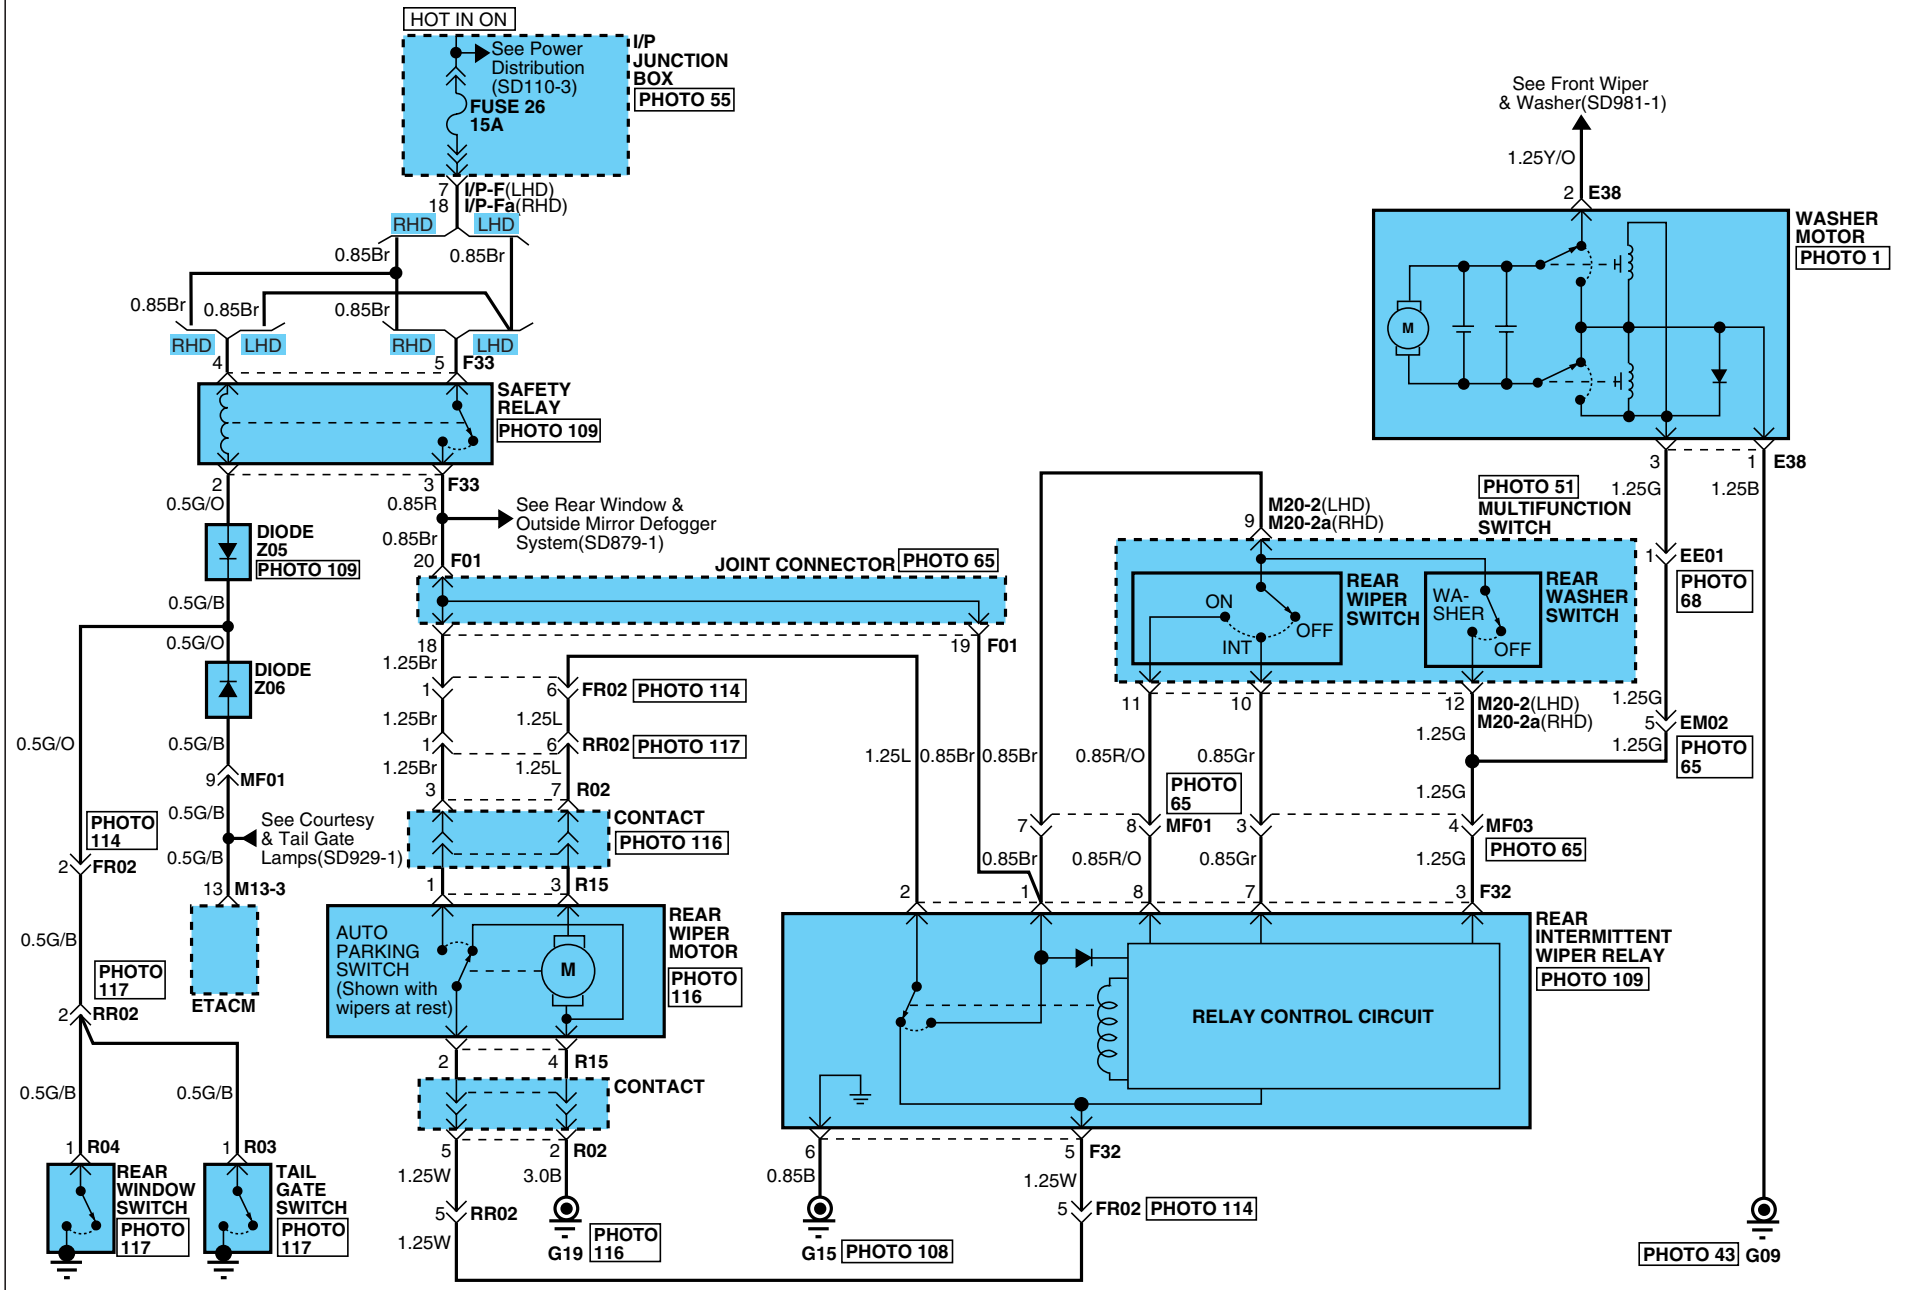 HOT IN ON
See Power
Distribution
(SD110-3)
FUSE 26
15A
I/P
JUNCTION
BOX
PHOTO 55
7 I/P-F(LHD)
18 I/P-Fa(RHD)
RHD LHD
0.85Br 0.85Br
0.85Br 0.85Br 0.85Br
RHD LHD RHD LHD
4 5 F33
SAFETY
RELAY
PHOTO 109
2 3 F33
0.5G/O 0.85R
See Rear Window &
Outside Mirror Defogger
System(SD879-1)
DIODE
Z05
PHOTO 109
0.85Br
20 F01
JOINT CONNECTOR PHOTO 65
0.5G/B
0.5G/O
18 19 F01
1.25Br
DIODE
Z06
1 6 FR02 PHOTO 114
1.25Br 1.25L
0.5G/O 0.5G/B
1 6 RR02 PHOTO 117
1.25Br 1.25L
9 MF01
3 7 R02
0.5G/B
See Courtesy
& Tail Gate
Lamps(SD929-1)
CONTACT
PHOTO 116
PHOTO
114
2 FR02
0.5G/B
13 M13-3
1 3 R15
ETACM
AUTO
PARKING
SWITCH
(Shown with
wipers at rest)
M
REAR
WIPER
MOTOR
PHOTO
116
0.5G/B
PHOTO
117
2 RR02
2 4 R15
CONTACT
0.5G/B 0.5G/B
5 2 R02
1.25W 3.0B
1 R04 1 R03
REAR
WINDOW
SWITCH
PHOTO
117
TAIL
GATE
SWITCH
PHOTO
117
5 RR02
1.25W
G19
PHOTO
116
See Front Wiper
& Washer(SD981-1)
1.25Y/O
2 E38
WASHER
MOTOR
PHOTO 1
M
3 1 E38
1.25G 1.25B
PHOTO 51
MULTIFUNCTION
SWITCH
M20-2(LHD)
9 M20-2a(RHD)
REAR
WIPER
SWITCH
ON
OFF
INT
WA-
SHER
OFF
REAR
WASHER
SWITCH
1 EE01
PHOTO
68
11 10 12 M20-2(LHD)
M20-2a(RHD)
1.25G
1.25G
5 EM02
1.25G
PHOTO
65
1.25L 0.85Br 0.85Br 0.85R/O 0.85Gr
1.25G
PHOTO
65
7 8 MF01 3 4 MF03
PHOTO 65
0.85Br 0.85R/O 0.85Gr 1.25G
2 1 8 7 3 F32
REAR
INTERMITTENT
WIPER RELAY
PHOTO 109
RELAY CONTROL CIRCUIT
6 5 F32
0.85B 1.25W
5 FR02 PHOTO 114
G15 PHOTO 108
PHOTO 43 G09